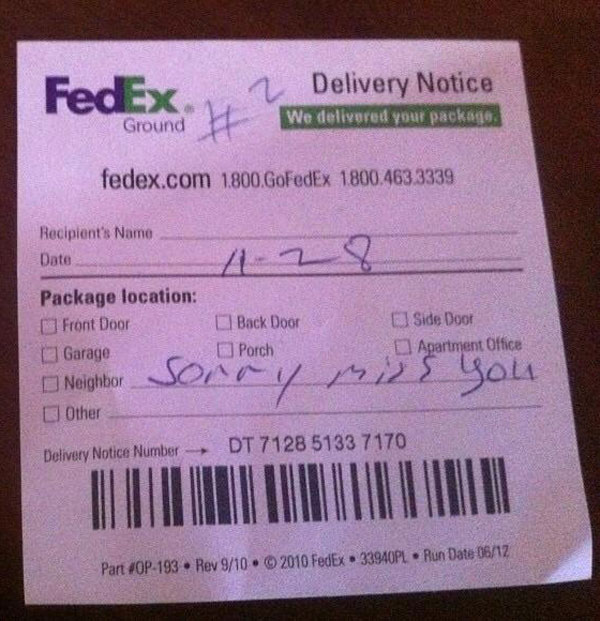 FedEx® #2 Delivery Notice
Ground We delivered your package.
fedex.com 1.800.GoFedEx 1.800.463.3339
Recipient's Name
Date 11-28
Package location:
Front Door Back Door Side Door
Garage Porch Apartment Office
Neighbor Sorry miss you
Other
Delivery Notice Number → DT 7128 5133 7170
Part #OP-193 • Rev 9/10 • © 2010 FedEx • 33940PL • Run Date 06/12